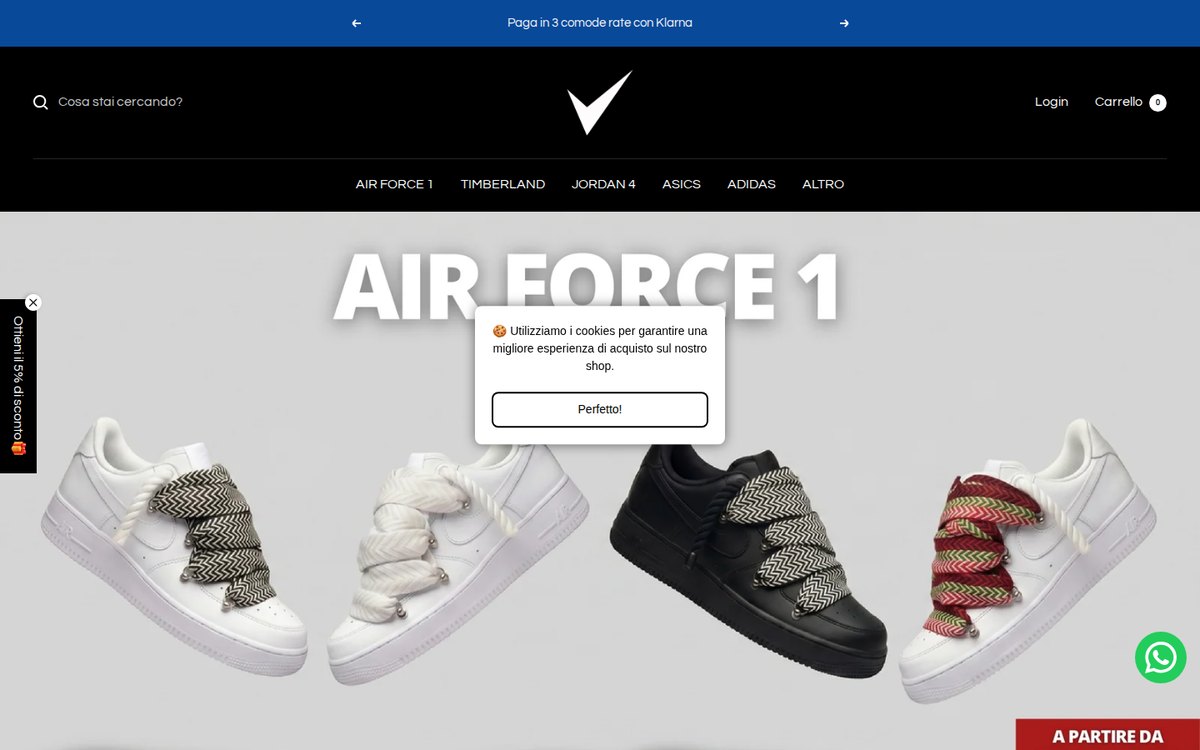 Paga in 3 comode rate con Klarna
Cosa stai cercando?
Login
Carrello 0
AIR FORCE 1 TIMBERLAND JORDAN 4 ASICS ADIDAS ALTRO
AIR FORCE 1
Ottieni il 5% di sconto🎁
🍪 Utilizziamo i cookies per garantire una
migliore esperienza di acquisto sul nostro
shop.
Perfetto!
A PARTIRE DA